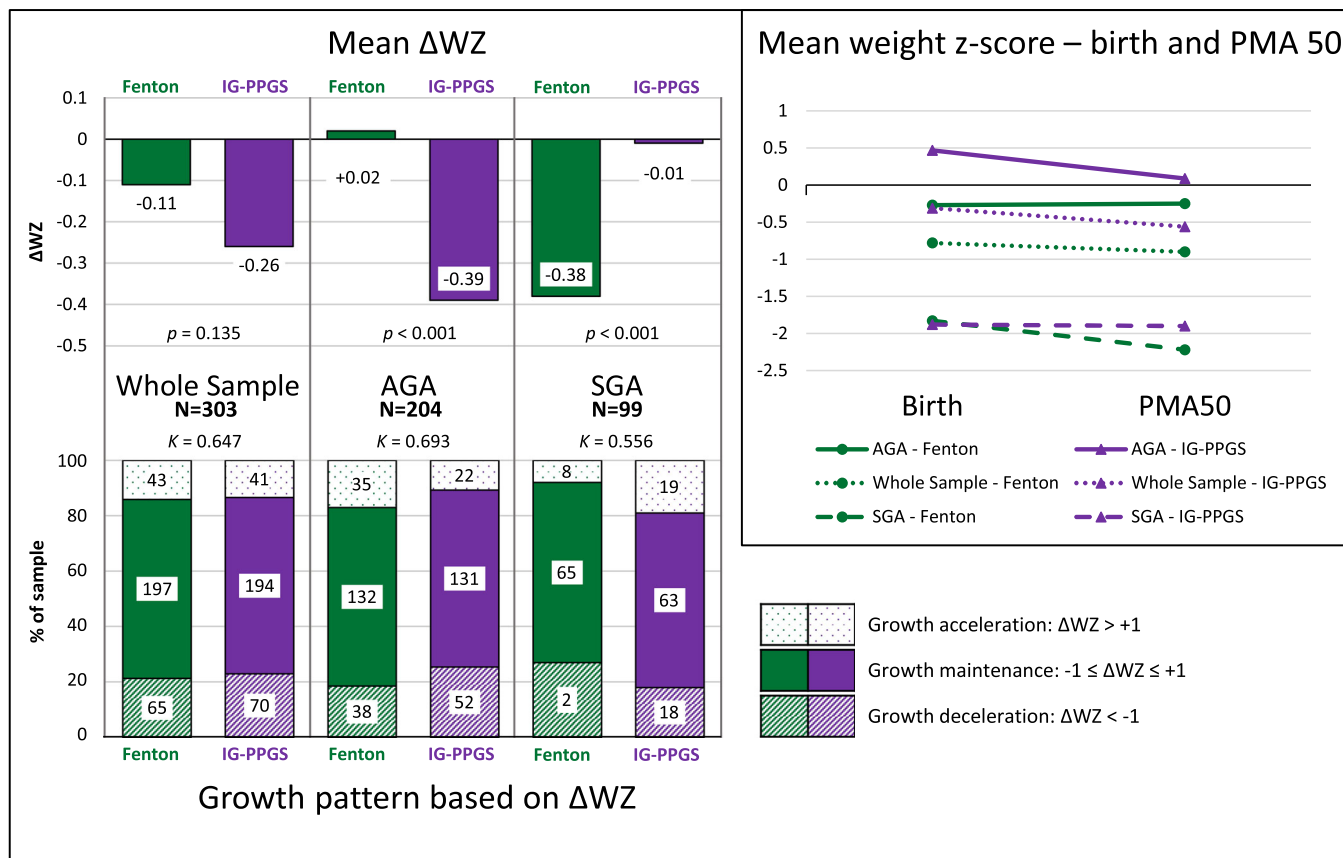 Mean ΔWZ
Fenton IG-PPGS Fenton IG-PPGS Fenton IG-PPGS
0.1
0
-0.1
-0.2
-0.3
-0.4
-0.5
ΔWZ
-0.11
-0.26
+0.02
-0.39
-0.38
-0.01
p = 0.135 p < 0.001 p < 0.001
Whole Sample AGA SGA
N=303 N=204 N=99
K = 0.647 K = 0.693 K = 0.556
100
80
60
40
20
0
% of sample
43 41 35 22 8 19
197 194 132 131 65 63
65 70 38 52 2 18
Fenton IG-PPGS Fenton IG-PPGS Fenton IG-PPGS
Growth pattern based on ΔWZ
Mean weight z-score – birth and PMA 50
1
0.5
0
-0.5
-1
-1.5
-2
-2.5
Birth PMA50
AGA - Fenton AGA - IG-PPGS
Whole Sample - Fenton Whole Sample - IG-PPGS
SGA - Fenton SGA - IG-PPGS
Growth acceleration: ΔWZ > +1
Growth maintenance: -1 ≤ ΔWZ ≤ +1
Growth deceleration: ΔWZ < -1